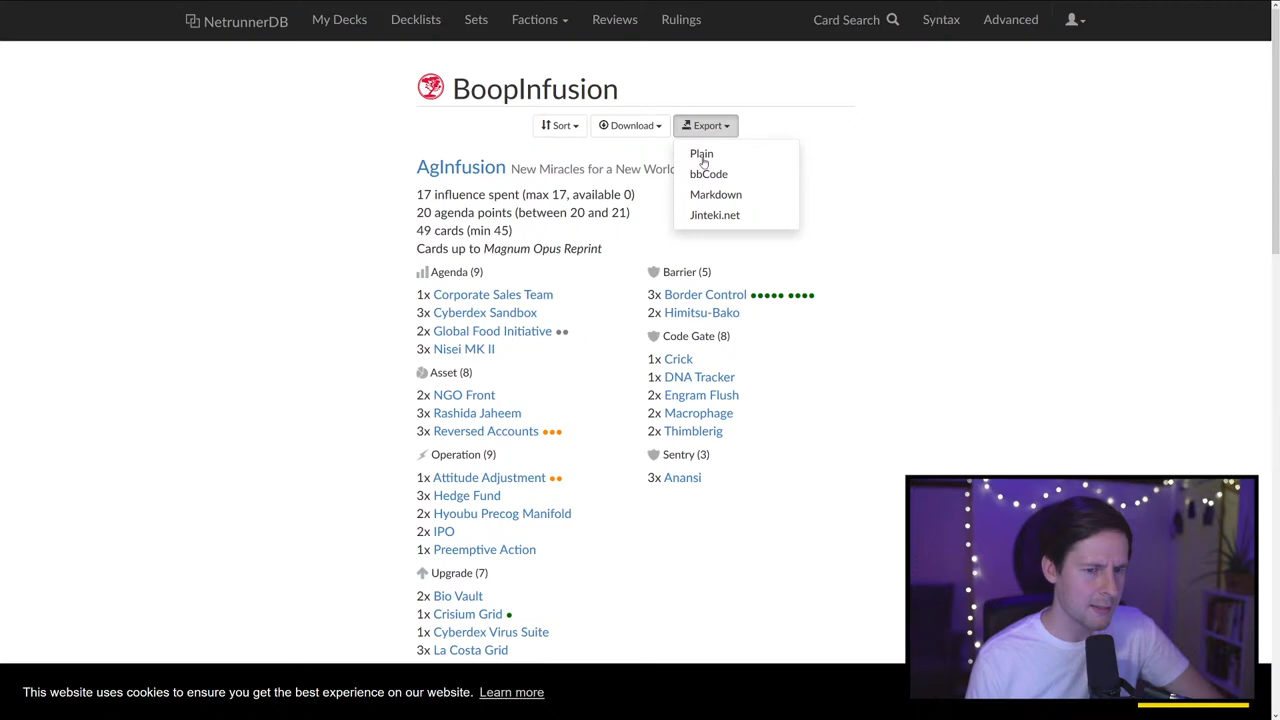 NetrunnerDB My Decks Decklists Sets Factions Reviews Rulings Card Search Syntax Advanced
BoopInfusion
Sort Download Export
Plain
bbCode
Markdown
Jinteki.net
AgInfusion New Miracles for a New World
17 influence spent (max 17, available 0)
20 agenda points (between 20 and 21)
49 cards (min 45)
Cards up to Magnum Opus Reprint
Agenda (9)
1x Corporate Sales Team
3x Cyberdex Sandbox
2x Global Food Initiative
3x Nisei MK II
Asset (8)
2x NGO Front
3x Rashida Jaheem
3x Reversed Accounts
Operation (9)
1x Attitude Adjustment
3x Hedge Fund
2x Hyoubu Precog Manifold
2x IPO
1x Preemptive Action
Upgrade (7)
2x Bio Vault
1x Crisium Grid
1x Cyberdex Virus Suite
3x La Costa Grid
Barrier (5)
3x Border Control
2x Himitsu-Bako
Code Gate (8)
1x Crick
1x DNA Tracker
2x Engram Flush
2x Macrophage
2x Thimblerig
Sentry (3)
3x Anansi
This website uses cookies to ensure you get the best experience on our website. Learn more